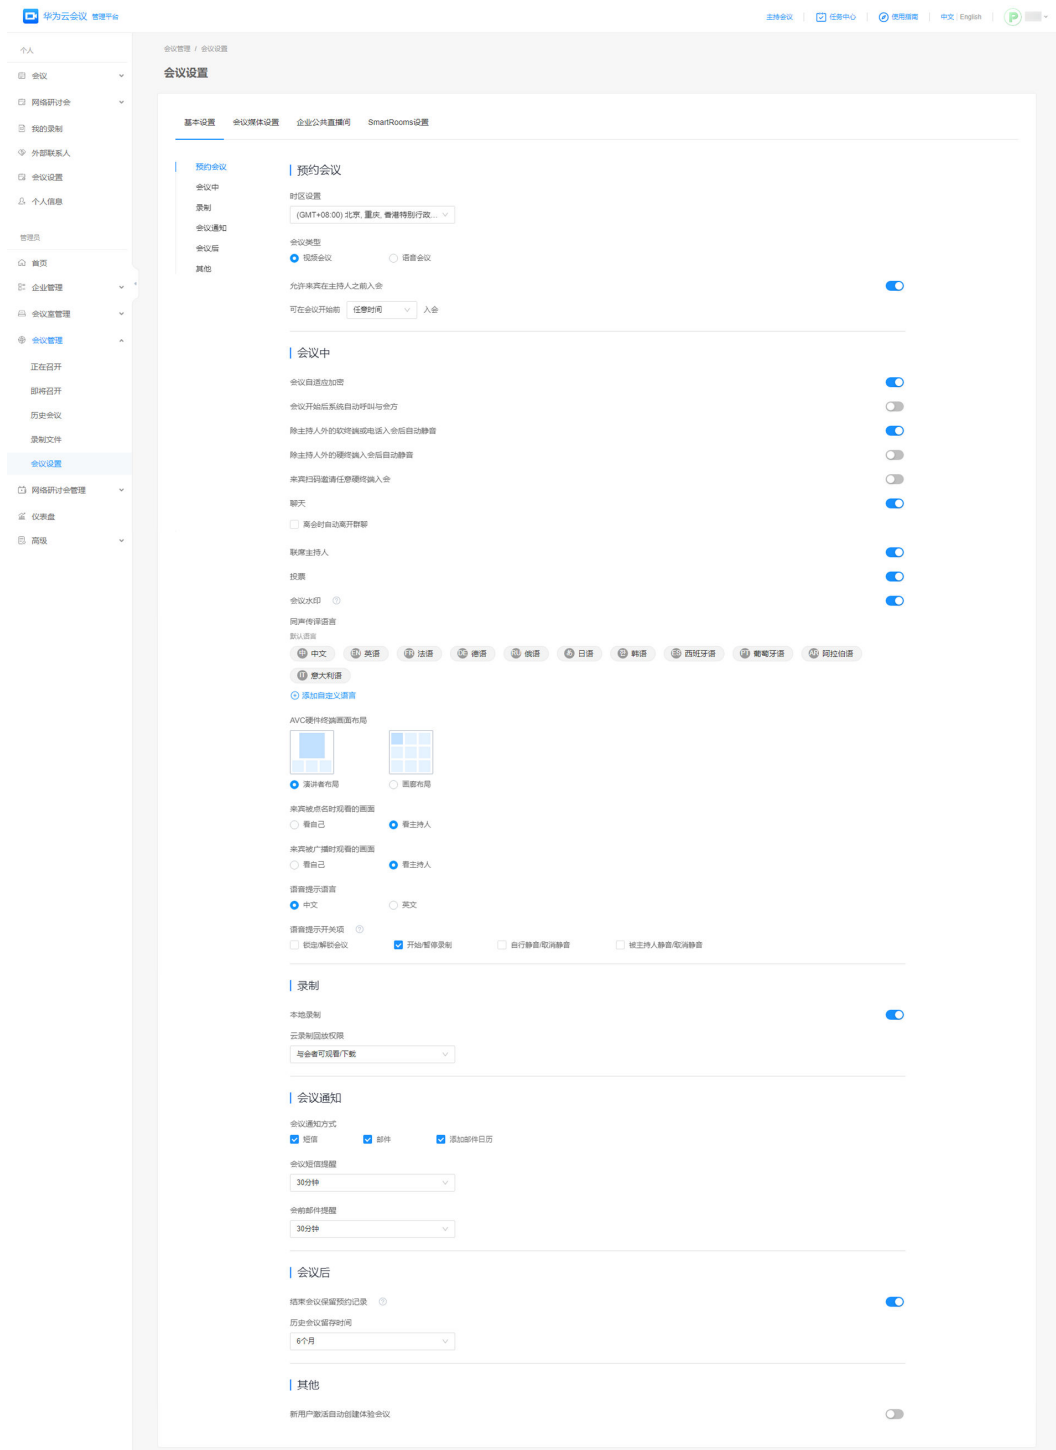 华为云会议 管理平台
主持会议 任务中心 使用指南 中文 | English
个人
会议
网络研讨会
我的录制
外部联系人
会议设置
个人信息
管理员
首页
企业管理
会议室管理
会议管理
正在召开
即将召开
历史会议
录制文件
会议设置
网络研讨会管理
仪表盘
高级
会议管理 / 会议设置
会议设置
基本设置 会议媒体设置 企业公共直播间 SmartRooms设置
预约会议
会议中
录制
会议通知
会议后
其他
预约会议
时区设置
(GMT+08:00) 北京, 重庆, 香港特别行政...
会议类型
视频会议 语音会议
允许来宾在主持人之前入会
可在会议开始前 任意时间 入会
会议中
会议自适应加密
会议开始后系统自动呼叫与会方
除主持人外的软终端或电话入会后自动静音
除主持人外的硬终端入会后自动静音
来宾扫码邀请任意硬终端入会
聊天
离会时自动离开群聊
联席主持人
投票
会议水印
同声传译语言
默认语言
中 中文 EN 英语 FR 法语 DE 德语 RU 俄语 あ 日语 한 韩语 ES 西班牙语 PT 葡萄牙语 AR 阿拉伯语
IT 意大利语
添加自定义语言
AVC硬件终端画面布局
演讲者布局 画廊布局
来宾被点名时观看的画面
看自己 看主持人
来宾被广播时观看的画面
看自己 看主持人
语音提示语言
中文 英文
语音提示开关项
锁定/解锁会议 开始/暂停录制 自行静音/取消静音 被主持人静音/取消静音
录制
本地录制
云录制回放权限
与会者可观看/下载
会议通知
会议通知方式
短信 邮件 添加邮件日历
会议短信提醒
30分钟
会前邮件提醒
30分钟
会议后
结束会议保留预约记录
历史会议留存时间
6个月
其他
新用户激活自动创建体验会议